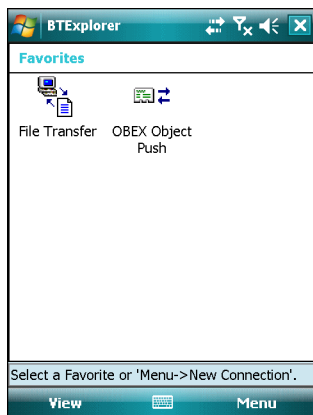 BTExplorer
Favorites
File Transfer
OBEX Object
Push
Select a Favorite or 'Menu->New Connection'.
View
Menu